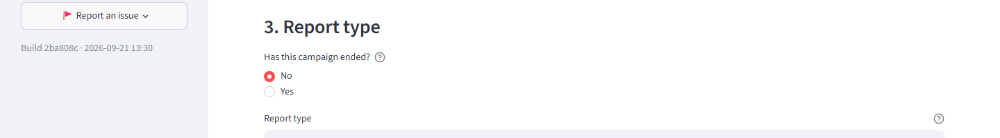 Report an issue
Build 2ba808c · 2026-09-21 13:30
3. Report type
Has this campaign ended?
No
Yes
Report type